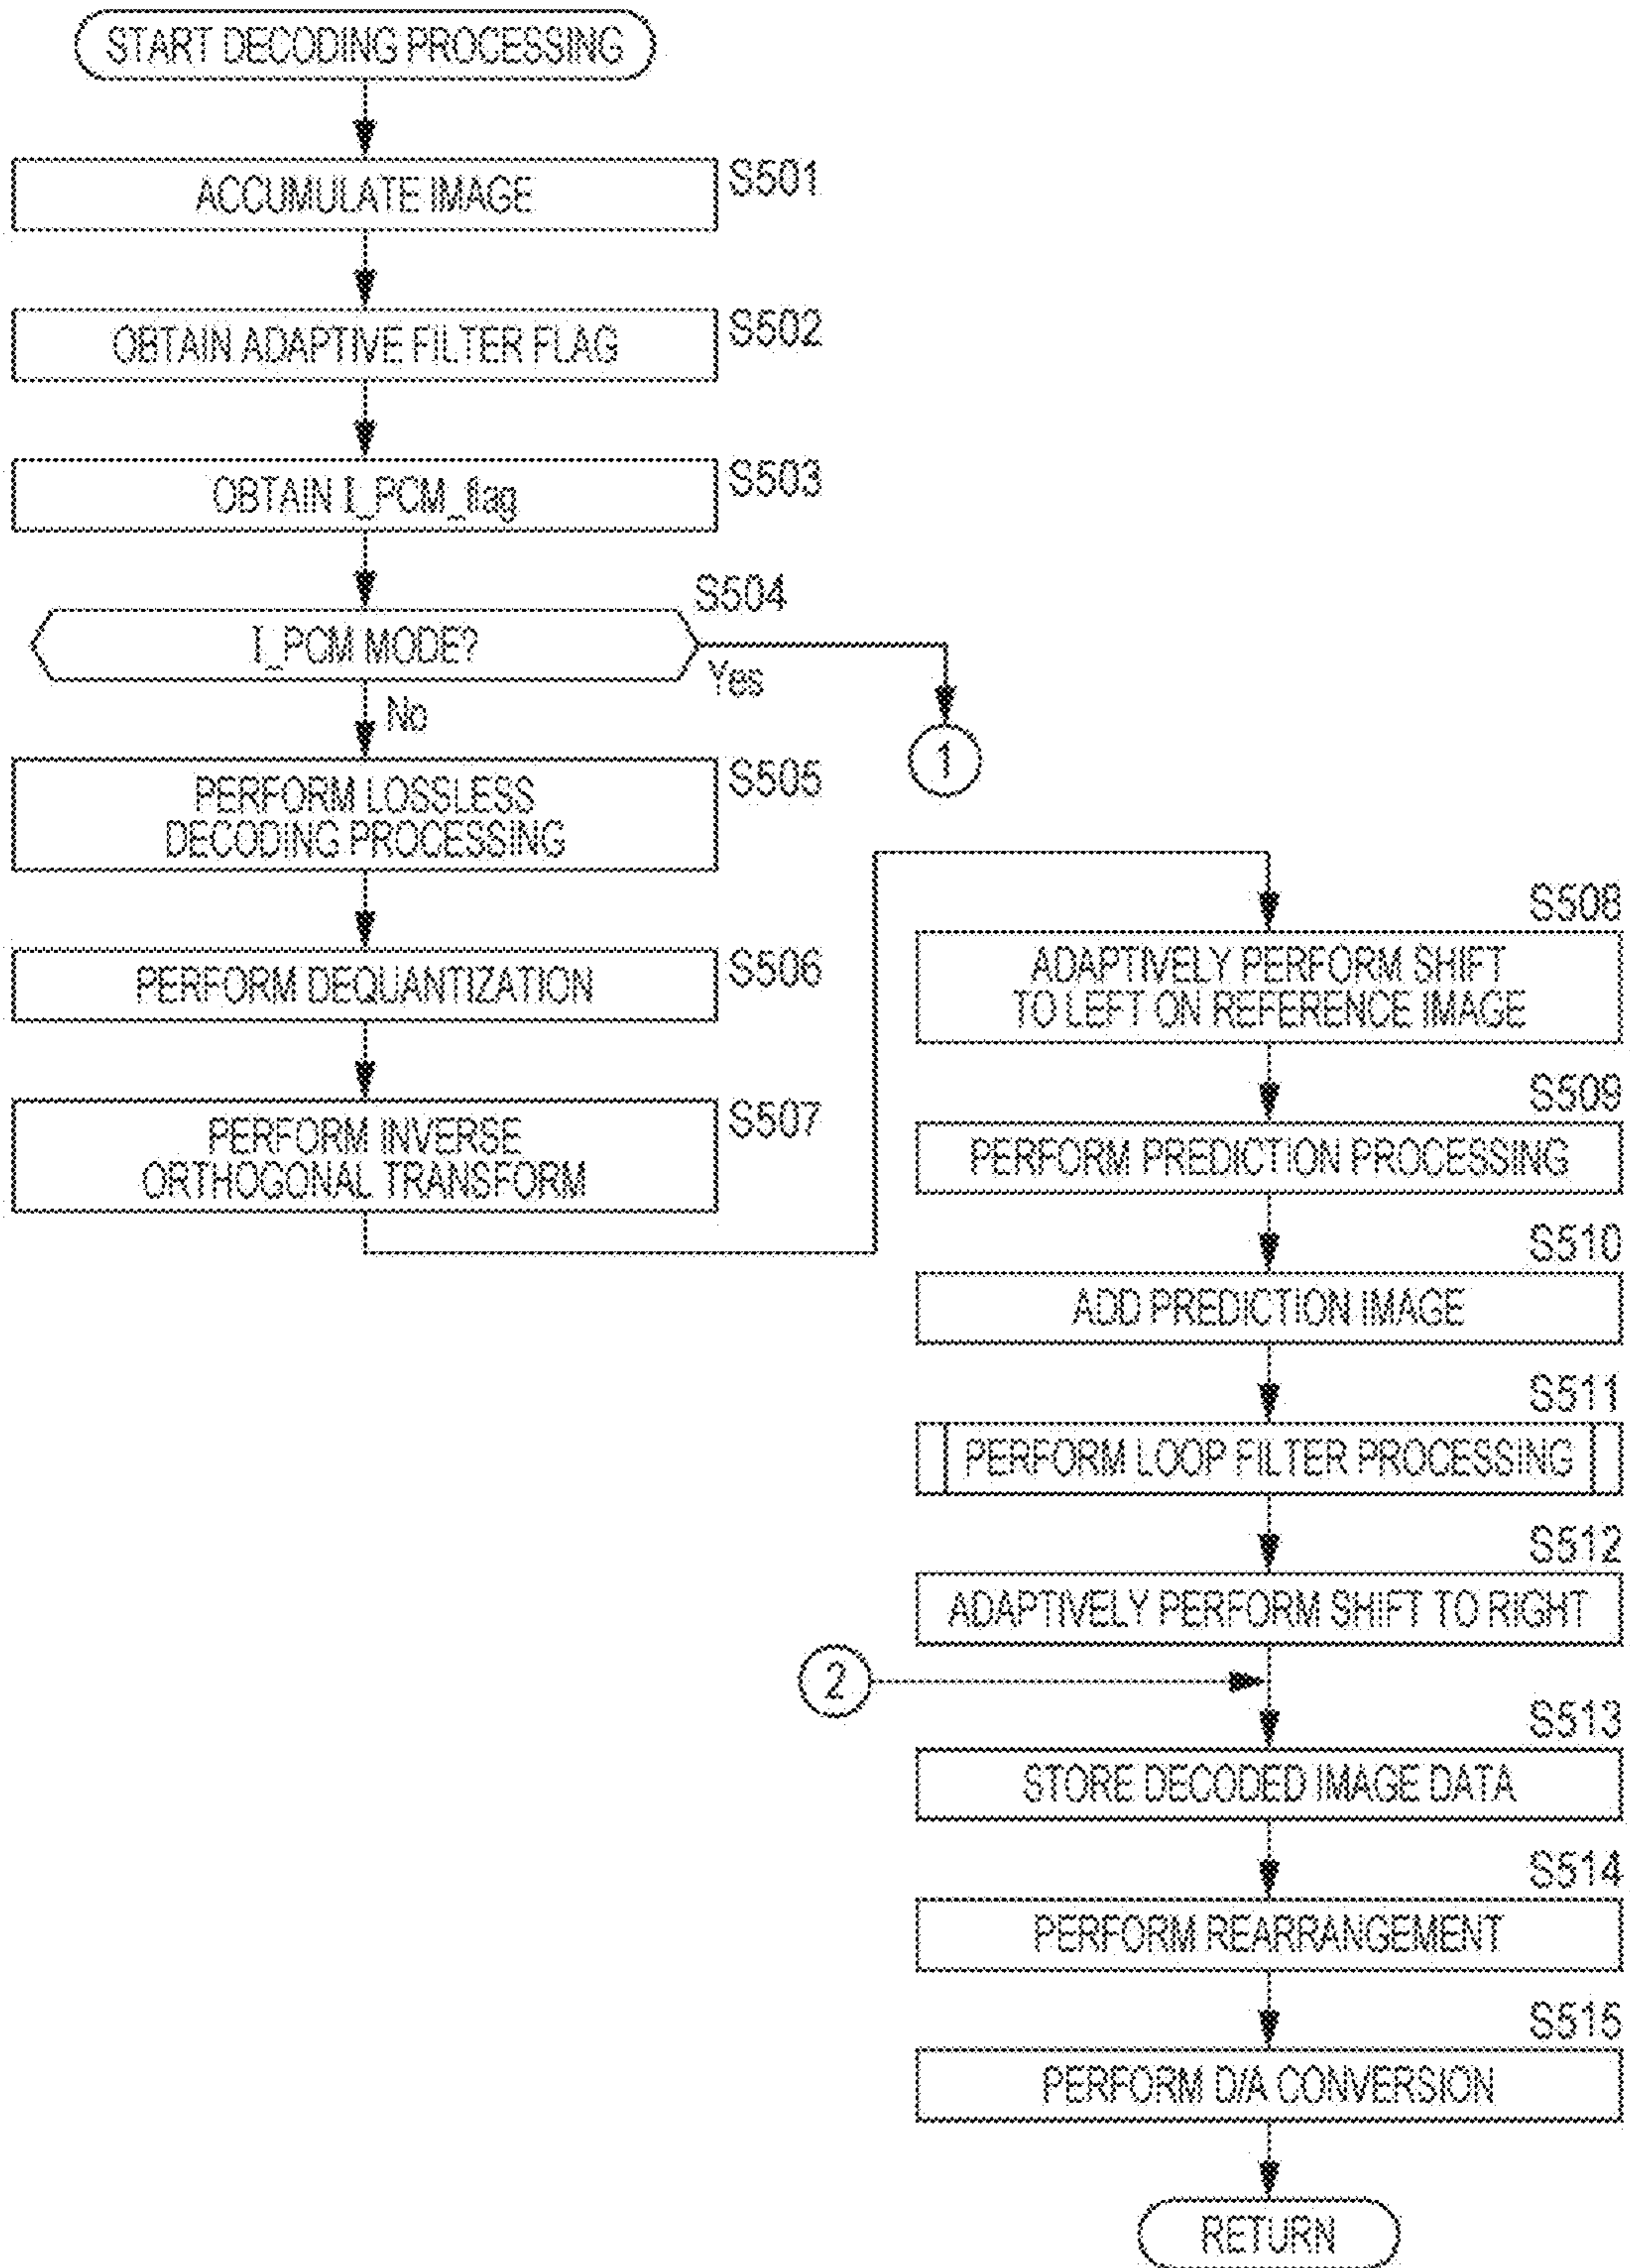 START DECODING PROCESSING
ACCUMULATE IMAGE
S501
OBTAIN ADAPTIVE FILTER FLAG
S502
OBTAIN I_PCM_flag
S503
I_PCM MODE?
S504
Yes
No
1
PERFORM LOSSLESS
DECODING PROCESSING
S505
PERFORM DEQUANTIZATION
S506
PERFORM INVERSE
ORTHOGONAL TRANSFORM
S507
S508
ADAPTIVELY PERFORM SHIFT
TO LEFT ON REFERENCE IMAGE
S509
PERFORM PREDICTION PROCESSING
S510
ADD PREDICTION IMAGE
S511
PERFORM LOOP FILTER PROCESSING
S512
ADAPTIVELY PERFORM SHIFT TO RIGHT
2
S513
STORE DECODED IMAGE DATA
S514
PERFORM REARRANGEMENT
S515
PERFORM D/A CONVERSION
RETURN